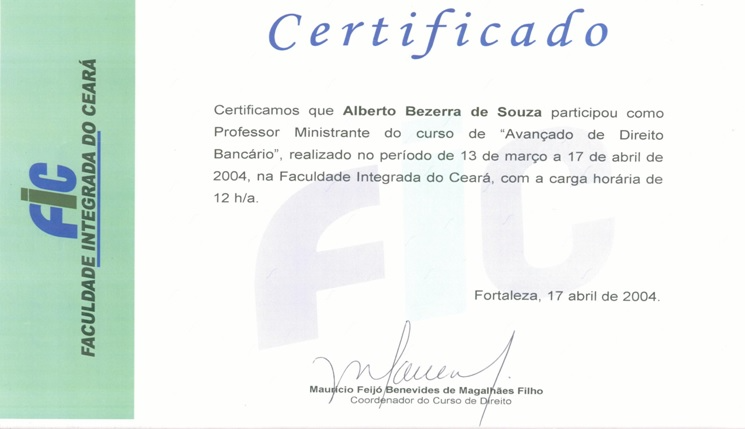 Certificado
Certificamos que Alberto Bezerra de Souza participou como
Professor Ministrante do curso de “Avançado de Direito
Bancário”, realizado no período de 13 de março a 17 de abril de
2004, na Faculdade Integrada do Ceará, com a carga horária de
12 h/a.
Fortaleza, 17 abril de 2004.
Maurício Feijó Benevides de Magalhães Filho
Coordenador do Curso de Direito
FIC
FACULDADE INTEGRADA DO CEARÁ
FIC